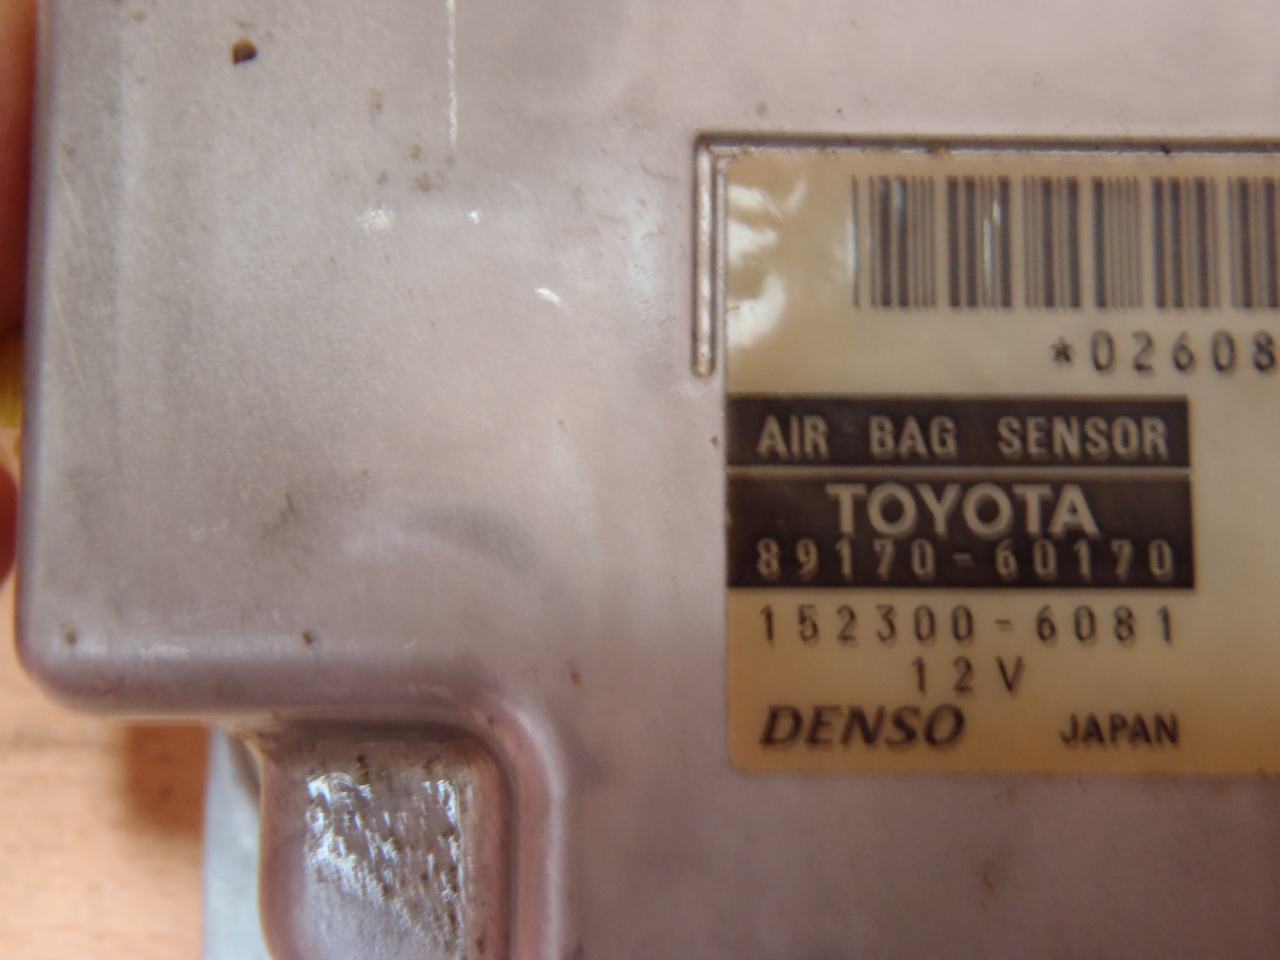 *02608
AIR BAG SENSOR
TOYOTA
89170-60170
152300-6081
12V
DENSO JAPAN